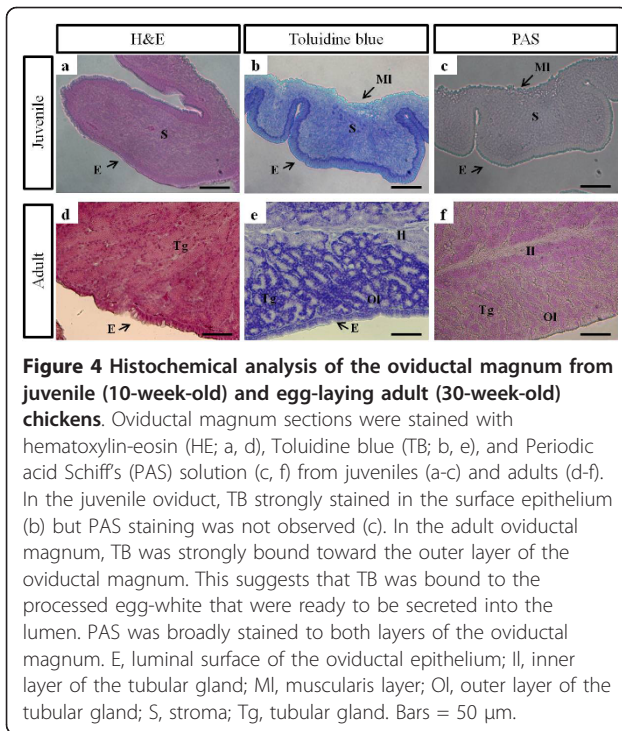 H&E Toluidine blue PAS
Juvenile
a b c
Ml Ml
S S S
E E E
Adult
d e f
Il Il
Tg Tg Tg
Ol Ol
E E
Figure 4 Histochemical analysis of the oviductal magnum from
juvenile (10-week-old) and egg-laying adult (30-week-old)
chickens. Oviductal magnum sections were stained with
hematoxylin-eosin (HE; a, d), Toluidine blue (TB; b, e), and Periodic
acid Schiff's (PAS) solution (c, f) from juveniles (a-c) and adults (d-f).
In the juvenile oviduct, TB strongly stained in the surface epithelium
(b) but PAS staining was not observed (c). In the adult oviductal
magnum, TB was strongly bound toward the outer layer of the
oviductal magnum. This suggests that TB was bound to the
processed egg-white that were ready to be secreted into the
lumen. PAS was broadly stained to both layers of the oviductal
magnum. E, luminal surface of the oviductal epithelium; Il, inner
layer of the tubular gland; Ml, muscularis layer; Ol, outer layer of the
tubular gland; S, stroma; Tg, tubular gland. Bars = 50 μm.